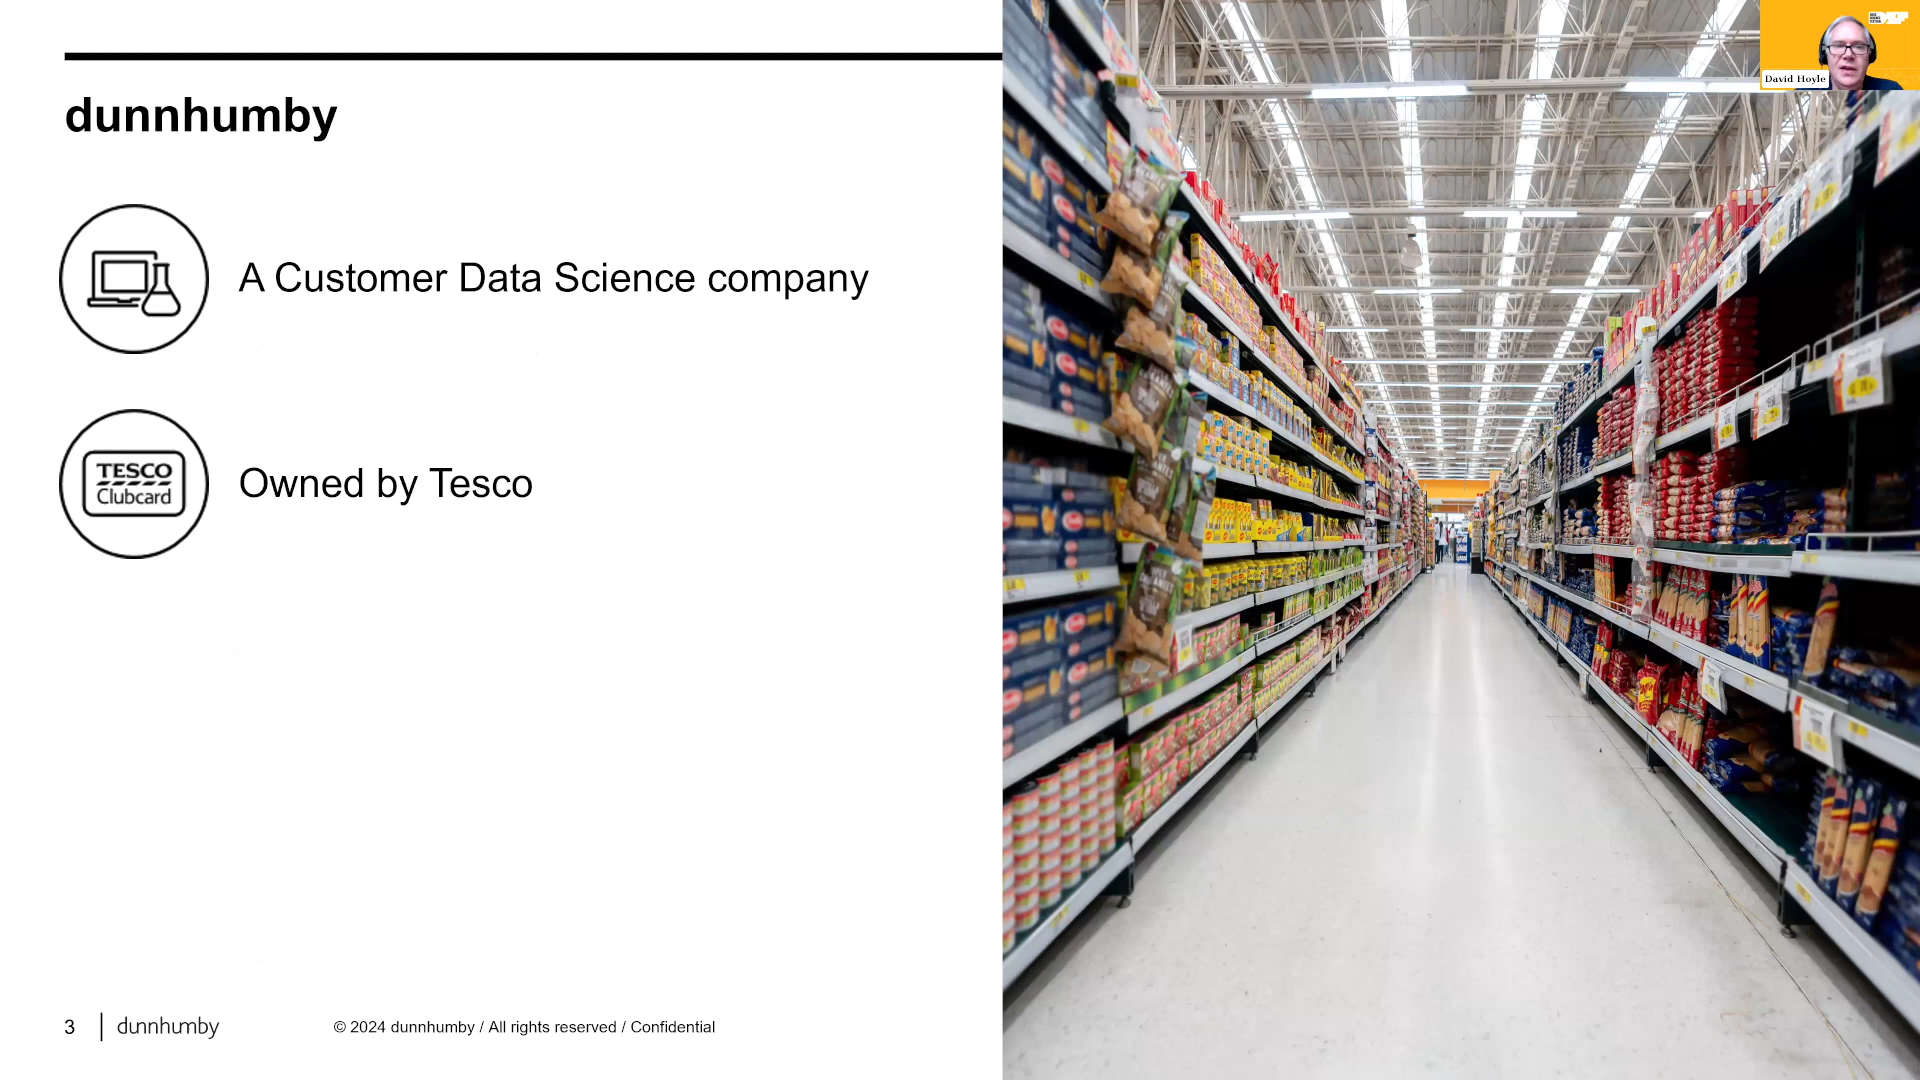 dunnhumby
A Customer Data Science company
TESCO
Clubcard
Owned by Tesco
3
dunnhumby
© 2024 dunnhumby / All rights reserved / Confidential
David Hoyle